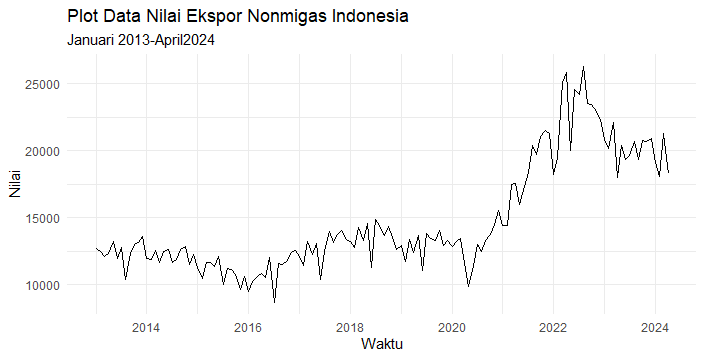 Plot Data Nilai Ekspor Nonmigas Indonesia
Januari 2013-April2024
25000
20000
15000
10000
Nilai
2014 2016 2018 2020 2022 2024
Waktu